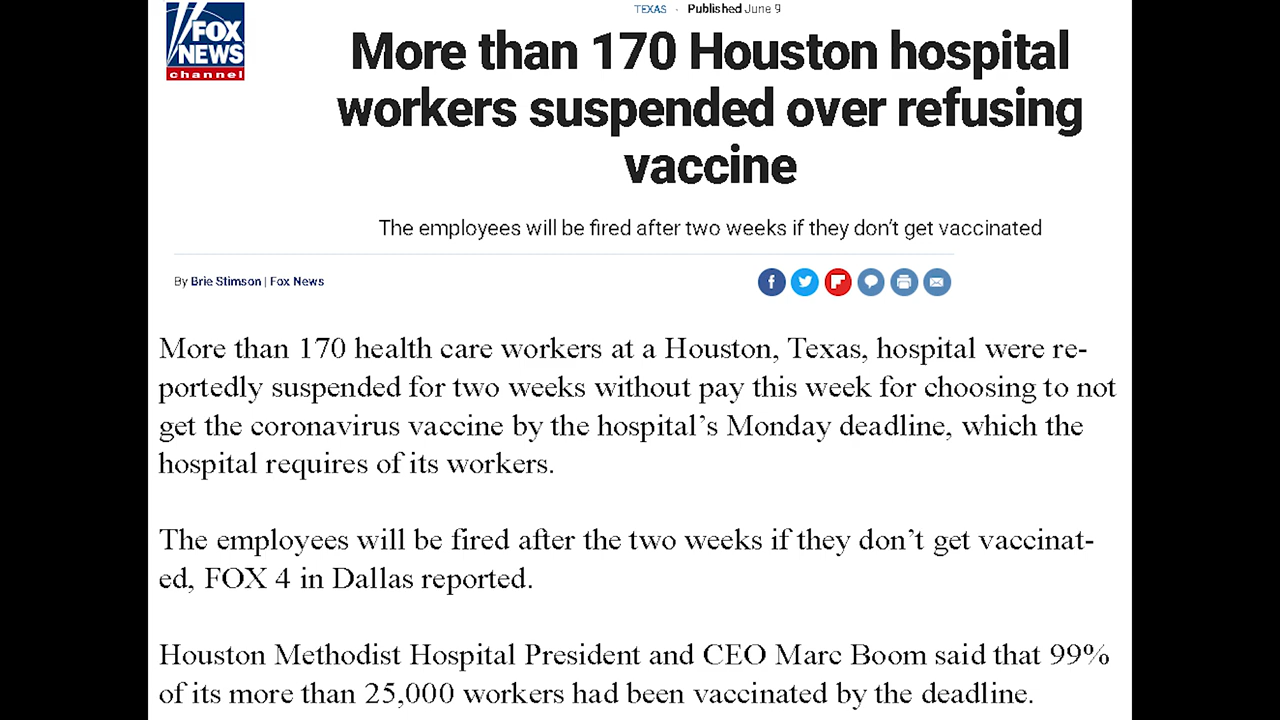 FOX
NEWS
channel
TEXAS · Published June 9
More than 170 Houston hospital
workers suspended over refusing
vaccine
The employees will be fired after two weeks if they don't get vaccinated
By Brie Stimson | Fox News
More than 170 health care workers at a Houston, Texas, hospital were re-
portedly suspended for two weeks without pay this week for choosing to not
get the coronavirus vaccine by the hospital's Monday deadline, which the
hospital requires of its workers.
The employees will be fired after the two weeks if they don't get vaccinat-
ed, FOX 4 in Dallas reported.
Houston Methodist Hospital President and CEO Marc Boom said that 99%
of its more than 25,000 workers had been vaccinated by the deadline.